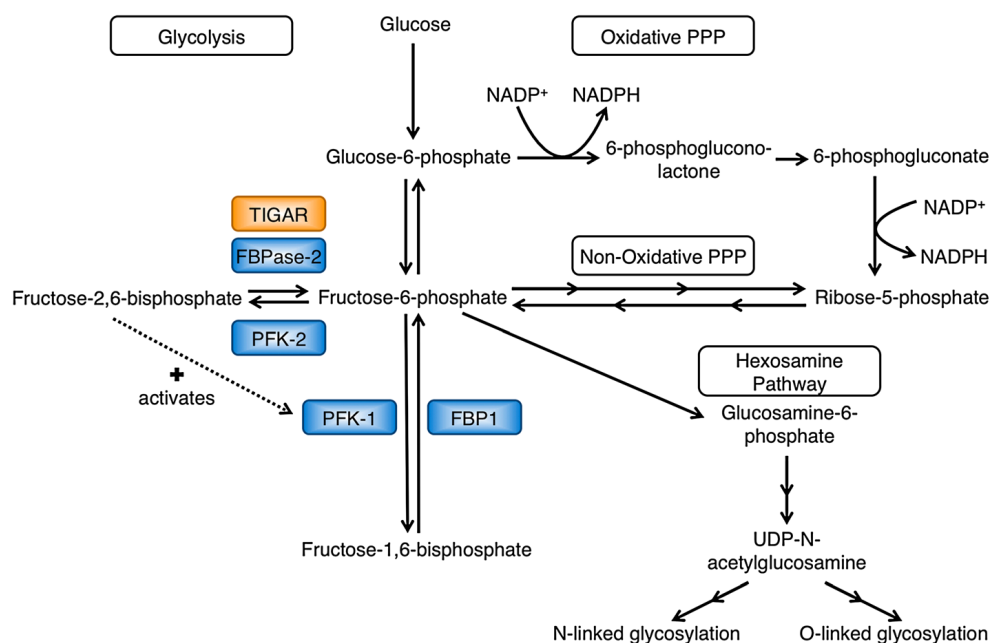 Glycolysis
Glucose
Oxidative PPP
NADP⁺
NADPH
Glucose-6-phosphate
6-phosphoglucono-
lactone
6-phosphogluconate
TIGAR
FBPase-2
NADP⁺
NADPH
Non-Oxidative PPP
Fructose-2,6-bisphosphate
Fructose-6-phosphate
Ribose-5-phosphate
PFK-2
+
activates
PFK-1
FBP1
Hexosamine
Pathway
Glucosamine-6-
phosphate
Fructose-1,6-bisphosphate
UDP-N-
acetylglucosamine
N-linked glycosylation
O-linked glycosylation